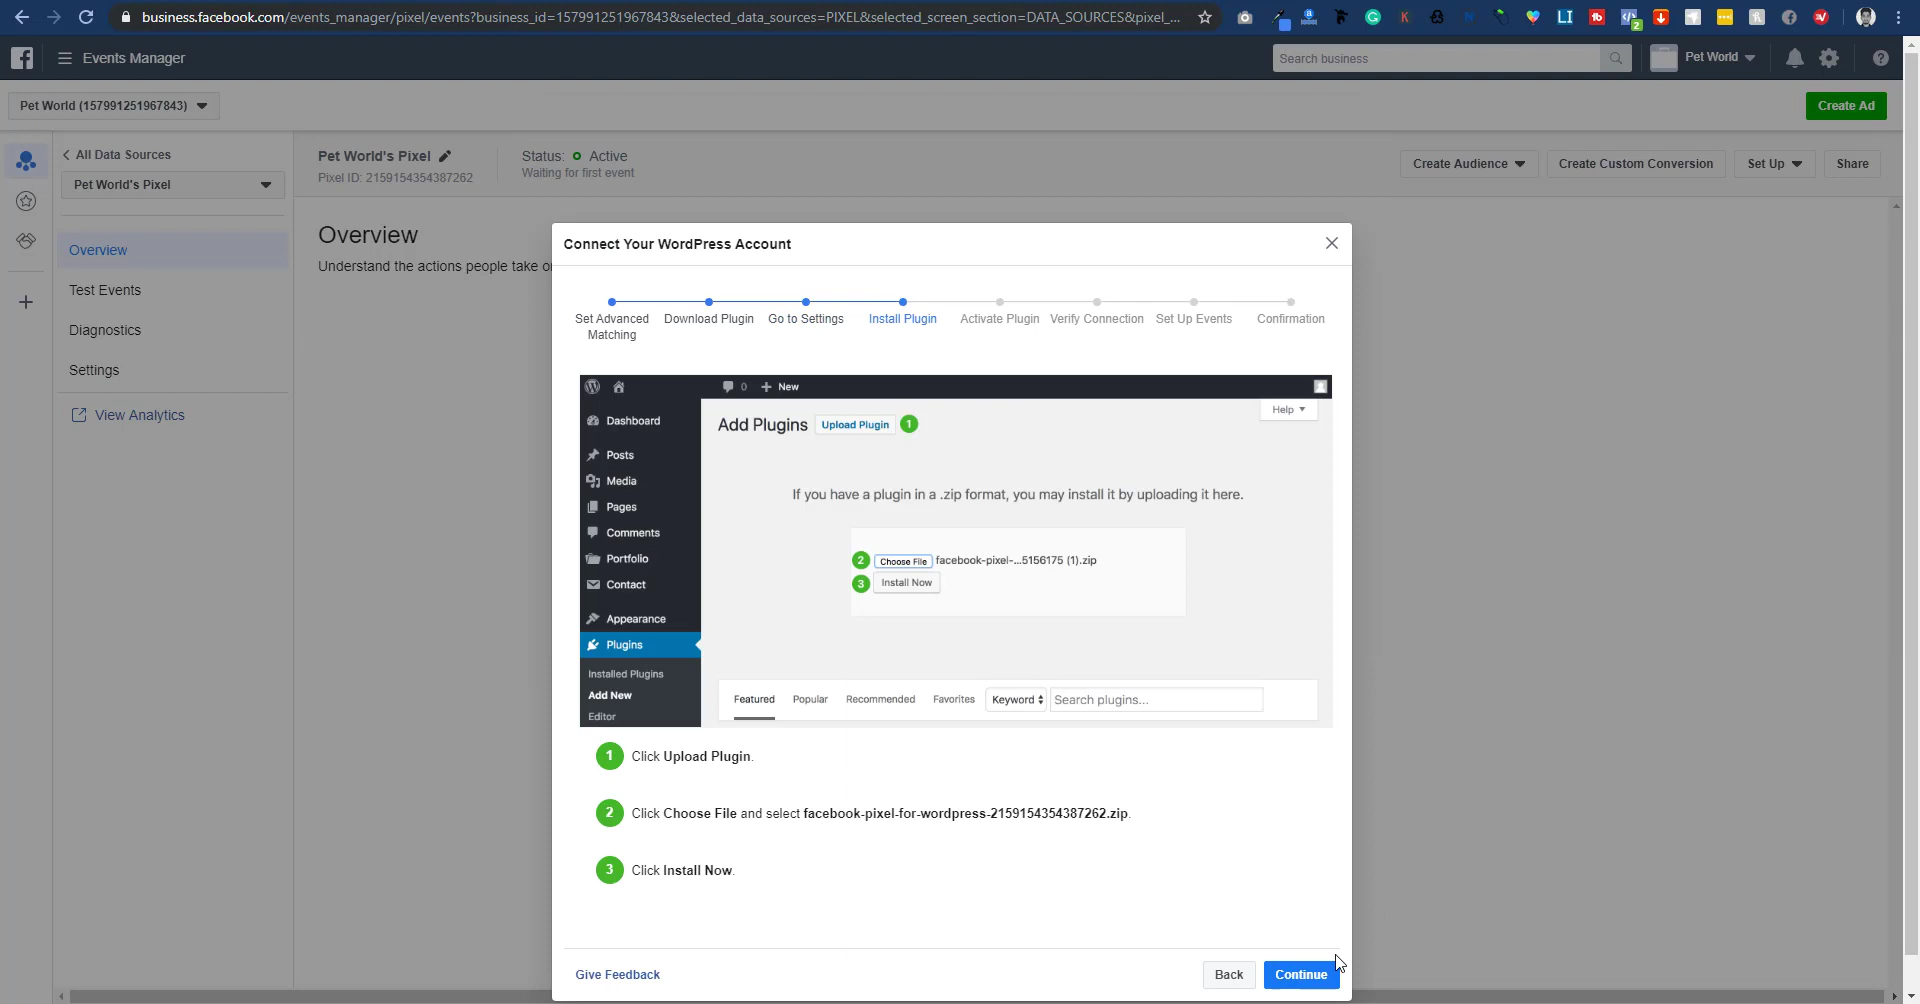 business.facebook.com/events_manager/pixel/events?business_id=157991251967843&selected_data_sources=PIXEL&selected_screen_section=DATA_SOURCES&pixel_...
Events Manager
Search business
Pet World
Pet World (157991251967843)
Create Ad
All Data Sources
Pet World's Pixel
Pet World's Pixel
Pixel ID: 2159154354387262
Status: Active
Waiting for first event
Create Audience
Create Custom Conversion
Set Up
Share
Overview
Test Events
Diagnostics
Settings
View Analytics
Overview
Understand the actions people take
Connect Your WordPress Account
Set Advanced Matching
Download Plugin
Go to Settings
Install Plugin
Activate Plugin
Verify Connection
Set Up Events
Confirmation
0
New
Dashboard
Posts
Media
Pages
Comments
Portfolio
Contact
Appearance
Plugins
Installed Plugins
Add New
Editor
Help
Add Plugins
Upload Plugin
1
If you have a plugin in a .zip format, you may install it by uploading it here.
2 Choose File facebook-pixel-...5156175 (1).zip
3 Install Now
Featured Popular Recommended Favorites Keyword Search plugins...
1 Click Upload Plugin.
2 Click Choose File and select facebook-pixel-for-wordpress-2159154354387262.zip.
3 Click Install Now.
Give Feedback
Back
Continue